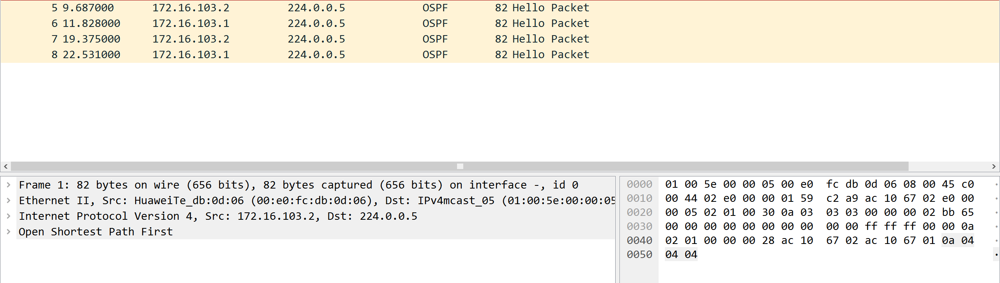 5 9.687000 172.16.103.2 224.0.0.5 OSPF 82 Hello Packet
6 11.828000 172.16.103.1 224.0.0.5 OSPF 82 Hello Packet
7 19.375000 172.16.103.2 224.0.0.5 OSPF 82 Hello Packet
8 22.531000 172.16.103.1 224.0.0.5 OSPF 82 Hello Packet
Frame 1: 82 bytes on wire (656 bits), 82 bytes captured (656 bits) on interface -, id 0
Ethernet II, Src: HuaweiTe_db:0d:06 (00:e0:fc:db:0d:06), Dst: IPv4mcast_05 (01:00:5e:00:00:05
Internet Protocol Version 4, Src: 172.16.103.2, Dst: 224.0.0.5
Open Shortest Path First
0000 01 00 5e 00 00 05 00 e0 fc db 0d 06 08 00 45 c0 ·
0010 00 44 02 e0 00 00 01 59 c2 a9 ac 10 67 02 e0 00 ·
0020 00 05 02 01 00 30 0a 03 03 03 00 00 00 02 bb 65 ·
0030 00 00 00 00 00 00 00 00 00 00 ff ff ff 00 00 0a ·
0040 02 01 00 00 00 28 ac 10 67 02 ac 10 67 01 0a 04 ·
0050 04 04 ·